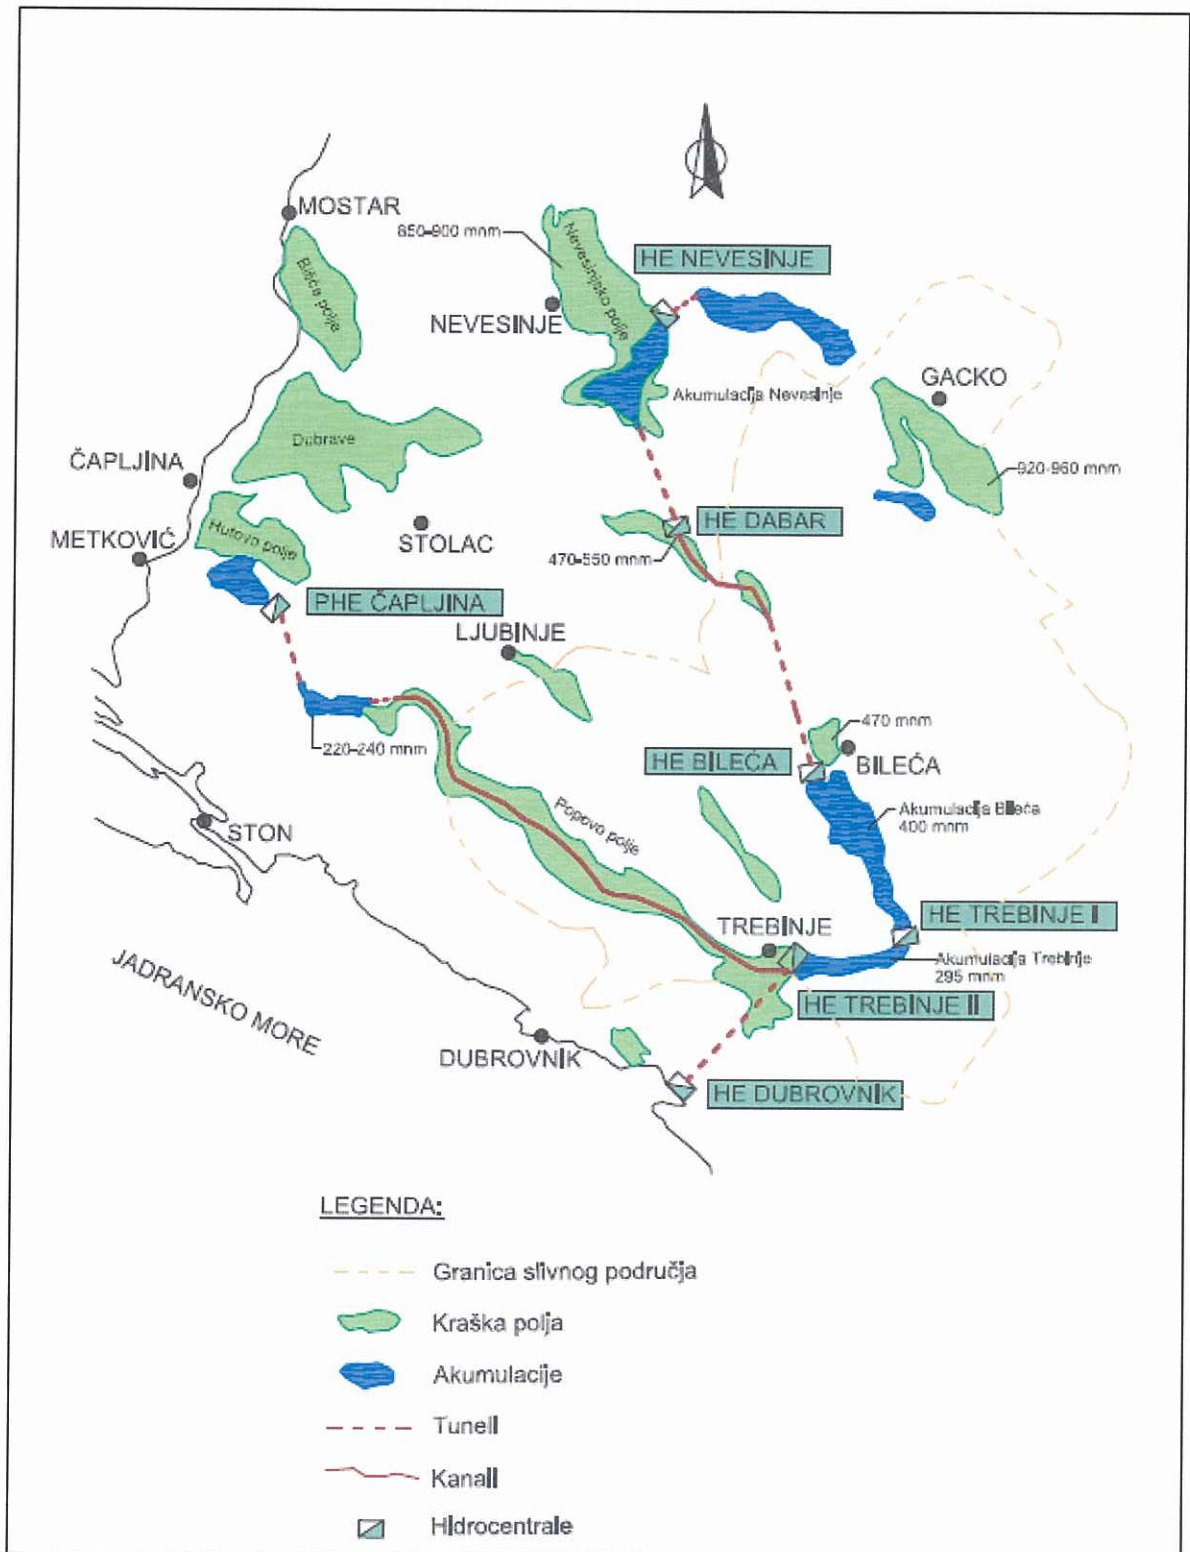 MOSTAR
850-900 mnm
Nevesinjsko polje
HE NEVESINJE
Bišće polje
NEVESINJE
GACKO
Akumulacija Nevesinje
Dubrave
920-960 mnm
ČAPLJINA
HE DABAR
Hutovo polje
METKOVIĆ
STOLAC
470-550 mnm
PHE ČAPLJINA
LJUBINJE
470 mnm
220-240 mnm
HE BILEĆA
BILEĆA
Akumulacija Bileća
400 mnm
Popovo polje
STON
HE TREBINJE I
TREBINJE
Akumulacija Trebinje
295 mnm
JADRANSKO MORE
HE TREBINJE II
DUBROVNIK
HE DUBROVNIK
LEGENDA:
Granica slivnog područja
Kraška polja
Akumulacije
Tuneli
Kanali
Hidrocentrale